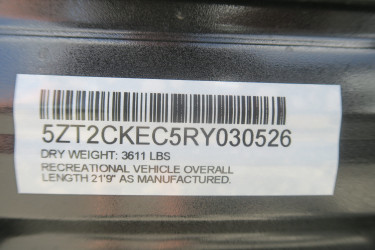 5ZT2CKEC5RY030526
DRY WEIGHT: 3611 LBS
RECREATIONAL VEHICLE OVERALL
LENGTH 21'9" AS MANUFACTURED.